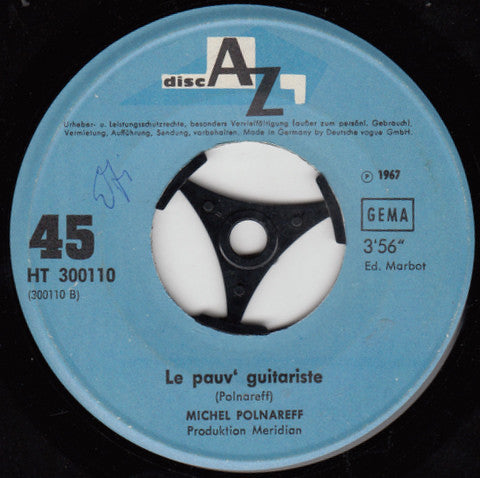 disc AZ
Urheber- u. Leistungsschutzrechte, besonders Vervielfältigung (außer zum persönl. Gebrauch),
Vermietung, Aufführung, Sendung, vorbehalten. Made in Germany by Deutsche vogue GmbH.
Ⓟ 1967
45
GEMA
HT 300110
3'56"
(300110 B)
Ed. Marbot
Le pauv' guitariste
(Polnareff)
MICHEL POLNAREFF
Produktion Meridian